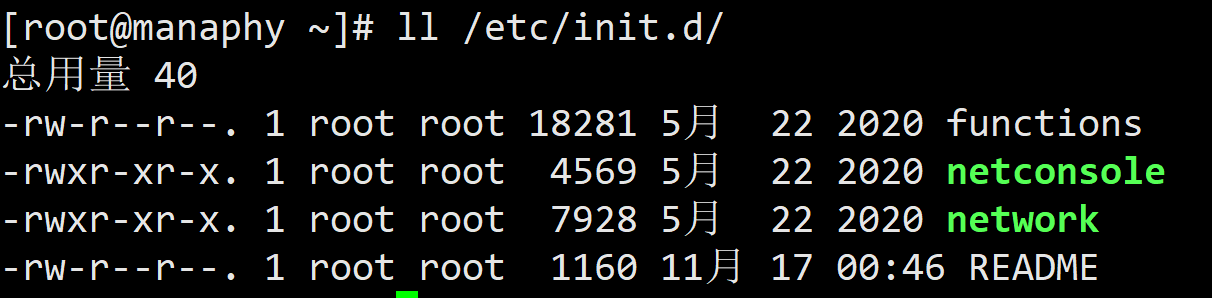 [root@manaphy ~]# ll /etc/init.d/
总用量 40
-rw-r--r--. 1 root root 18281 5月  22 2020 functions
-rwxr-xr-x. 1 root root  4569 5月  22 2020 netconsole
-rwxr-xr-x. 1 root root  7928 5月  22 2020 network
-rw-r--r--. 1 root root  1160 11月 17 00:46 README